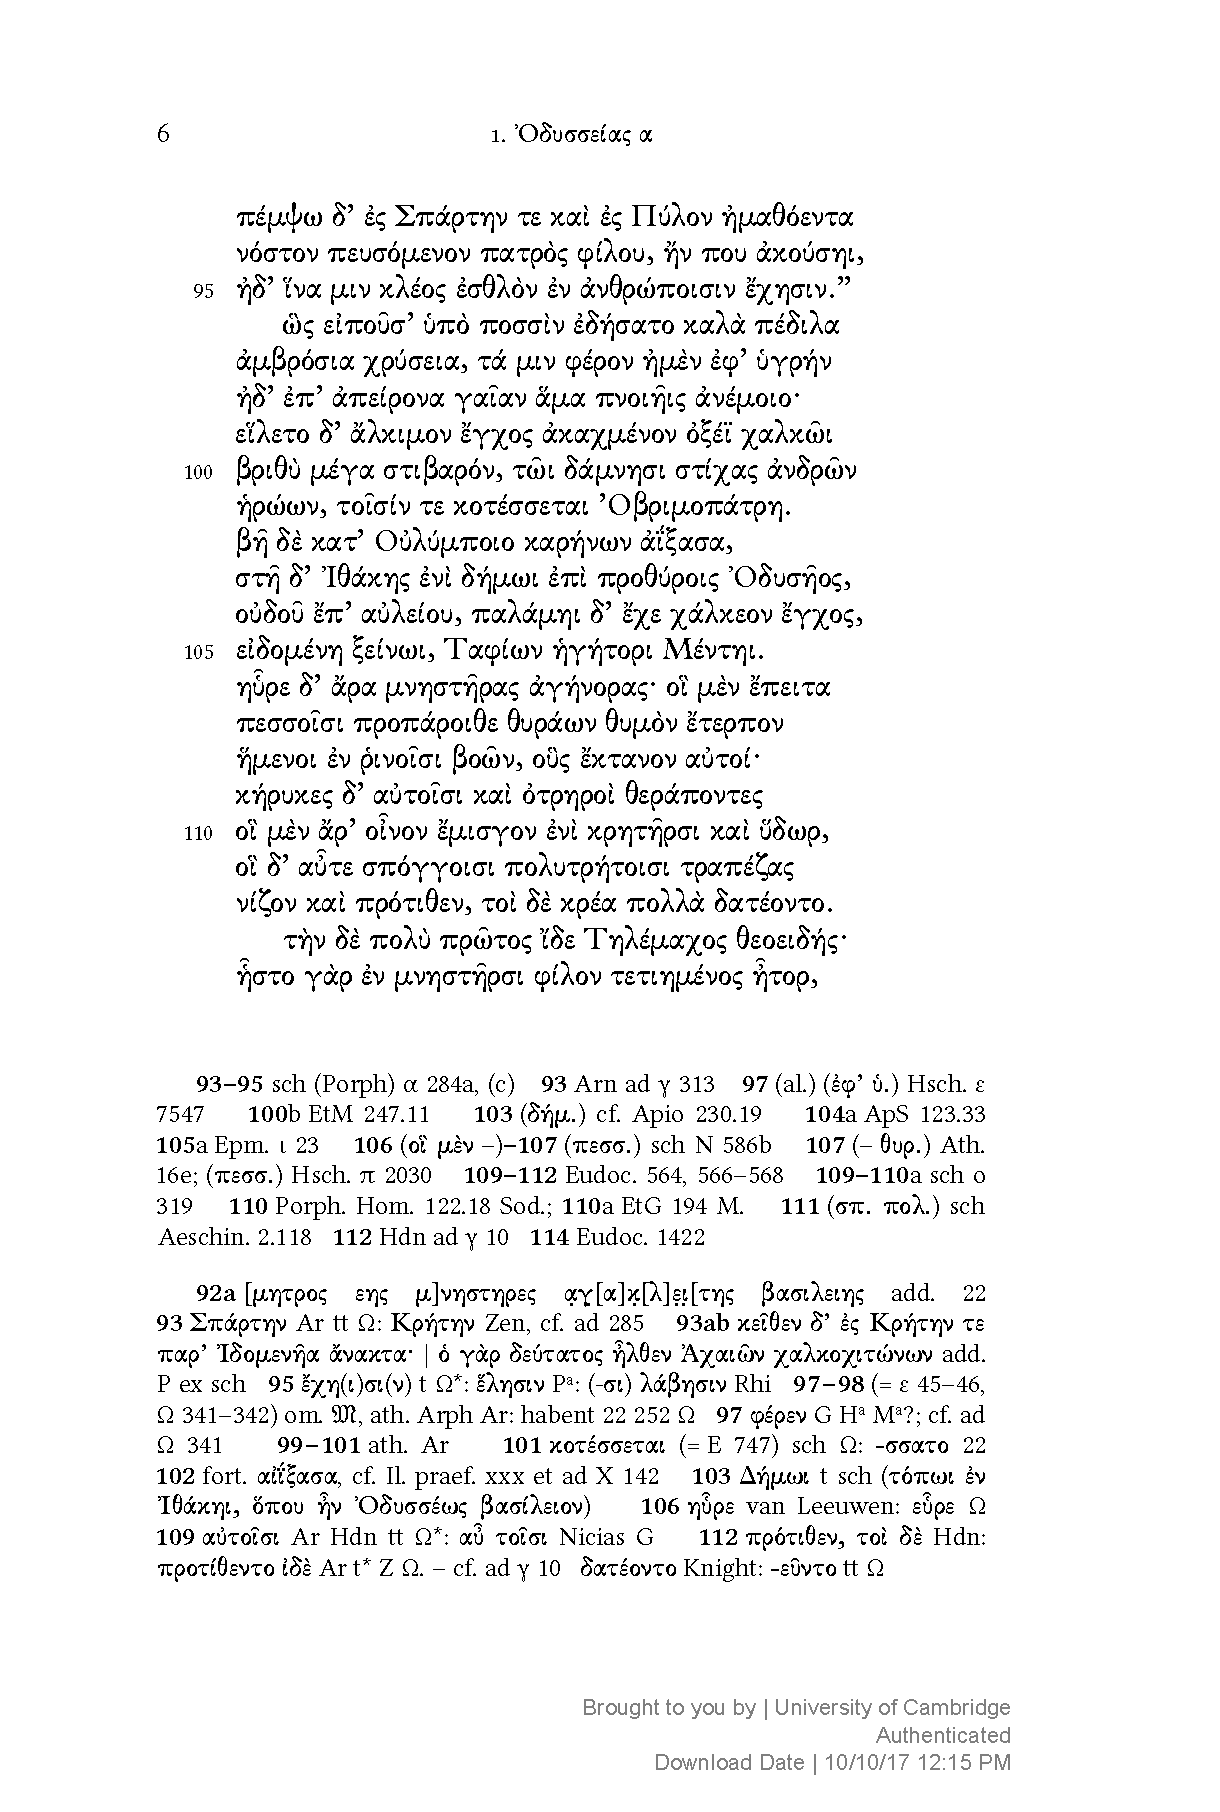 6 1. Ὀδυσσείας α
πέμψω δ’ ἐς Σπάρτην τε καὶ ἐς Πύλον ἠμαθόεντα
νόστον πευσόμενον πατρὸς φίλου, ἤν που ἀκούσηι,
95 ἠδ’ ἵνα μιν κλέος ἐσθλὸν ἐν ἀνθρώποισιν ἔχησιν.”
ὣς εἰποῦσ’ ὑπὸ ποσσὶν ἐδήσατο καλὰ πέδιλα
ἀμβρόσια χρύσεια, τά μιν φέρον ἠμὲν ἐφ’ ὑγρήν
ἠδ’ ἐπ’ ἀπείρονα γαῖαν ἅμα πνοιῆις ἀνέμοιο·
εἵλετο δ’ ἄλκιμον ἔγχος ἀκαχμένον ὀξέϊ χαλκῶι
100 βριθὺ μέγα στιβαρόν, τῶι δάμνησι στίχας ἀνδρῶν
ἡρώων, τοῖσίν τε κοτέσσεται Ὀβριμοπάτρη.
βῆ δὲ κατ’ Οὐλύμποιο καρήνων ἀΐξασα,
στῆ δ’ Ἰθάκης ἐνὶ δήμωι ἐπὶ προθύροις Ὀδυσῆος,
οὐδοῦ ἔπ’ αὐλείου, παλάμηι δ’ ἔχε χάλκεον ἔγχος,
105 εἰδομένη ξείνωι, Ταφίων ἡγήτορι Μέντηι.
ηὗρε δ’ ἄρα μνηστῆρας ἀγήνορας· οἳ μὲν ἔπειτα
πεσσοῖσι προπάροιθε θυράων θυμὸν ἔτερπον
ἥμενοι ἐν ῥινοῖσι βοῶν, οὓς ἔκτανον αὐτοί·
κήρυκες δ’ αὐτοῖσι καὶ ὀτρηροὶ θεράποντες
110 οἳ μὲν ἄρ’ οἶνον ἔμισγον ἐνὶ κρητῆρσι καὶ ὕδωρ,
οἳ δ’ αὖτε σπόγγοισι πολυτρήτοισι τραπέζας
νίζον καὶ πρότιθεν, τοὶ δὲ κρέα πολλὰ δατέοντο.
τὴν δὲ πολὺ πρῶτος ἴδε Τηλέμαχος θεοειδής·
ἧστο γὰρ ἐν μνηστῆρσι φίλον τετιημένος ἦτορ,
93–95 sch (Porph) α 284a, (c) 93 Arn ad γ 313 97 (al.) (ἐφ’ ὑ.) Hsch. ε
7547 100b EtM 247.11 103 (δήμ.) cf. Apio 230.19 104a ApS 123.33
105a Epm. ι 23 106 (οἳ μὲν –)–107 (πεσσ.) sch N 586b 107 (– θυρ.) Ath.
16e; (πεσσ.) Hsch. π 2030 109–112 Eudoc. 564, 566–568 109–110a sch ο
319 110 Porph. Hom. 122.18 Sod.; 110a EtG 194 M. 111 (σπ. πολ.) sch
Aeschin. 2.118 112 Hdn ad γ 10 114 Eudoc. 1422
92a [μητρος εης μ]νηστηρες α̣γ̣[α]κ̣[λ]ε̣ι̣[της βασιλειης add. 22
93 Σπάρτην Ar tt Ω: Κρήτην Zen, cf. ad 285 93ab κεῖθεν δ’ ἐς Κρήτην τε
παρ’ Ἰδομενῆα ἄνακτα· | ὁ γὰρ δεύτατος ἦλθεν Ἀχαιῶν χαλκοχιτώνων add.
P ex sch 95 ἔχη(ι)σι(ν) t Ω*: ἕλησιν Pᵃ: (-σι) λάβησιν Rhi 97–98 (= ε 45–46,
Ω 341–342) om. 𝔐, ath. Arph Ar: habent 22 252 Ω 97 φέρεν G Hᵃ Mᵃ?; cf. ad
Ω 341 99–101 ath. Ar 101 κοτέσσεται (= E 747) sch Ω: -σσατο 22
102 fort. αἰΐξασα, cf. Il. praef. xxx et ad X 142 103 Δήμωι t sch (τόπωι ἐν
Ἰθάκηι, ὅπου ἦν Ὀδυσσέως βασίλειον) 106 ηὗρε van Leeuwen: εὗρε Ω
109 αὐτοῖσι Ar Hdn tt Ω*: αὖ τοῖσι Nicias G 112 πρότιθεν, τοὶ δὲ Hdn:
προτίθεντο ἰδὲ Ar t* Z Ω. – cf. ad γ 10 δατέοντο Knight: -εῦντο tt Ω
Brought to you by | University of Cambridge
Authenticated
Download Date | 10/10/17 12:15 PM